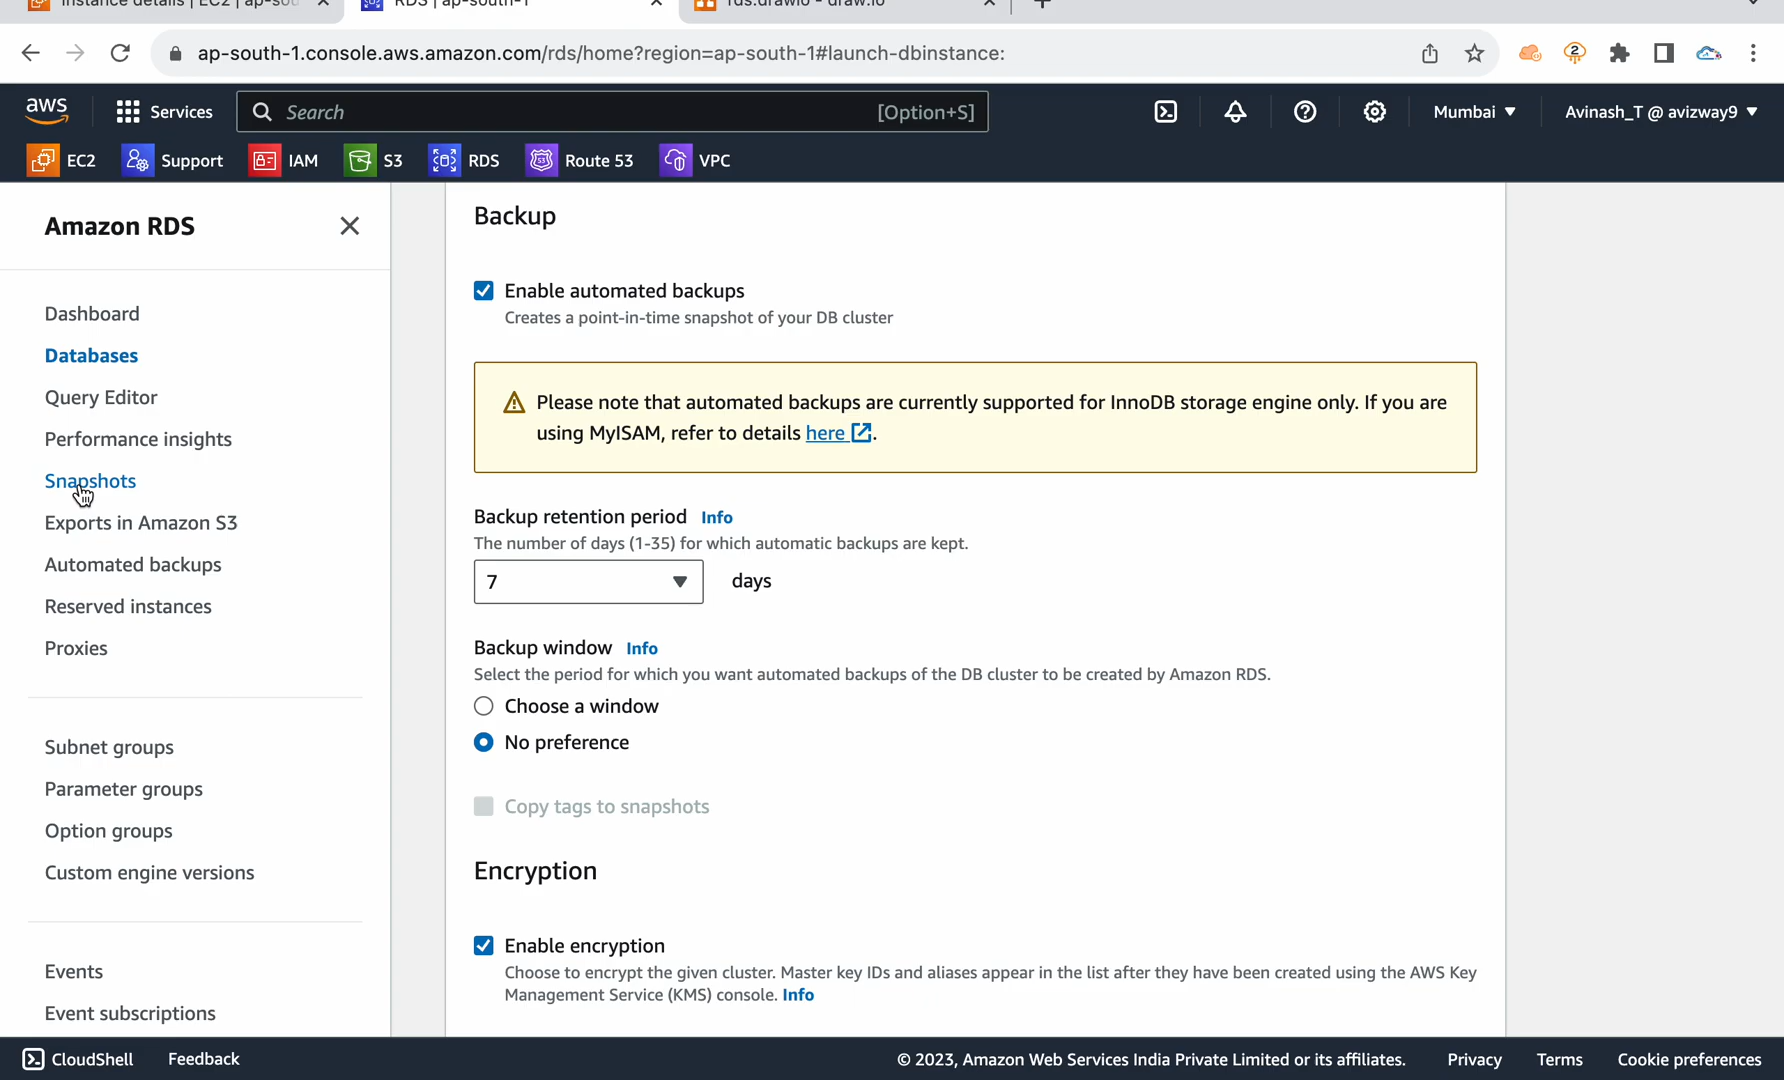 Instance details | EC2 | ap-sou
RDS | ap-south-1
rds.drawio - draw.io
ap-south-1.console.aws.amazon.com/rds/home?region=ap-south-1#launch-dbinstance:
2
aws
Services
Search
[Option+S]
Mumbai
Avinash_T @ avizway9
EC2
Support
IAM
S3
RDS
Route 53
VPC
Amazon RDS
Dashboard
Databases
Query Editor
Performance insights
Snapshots
Exports in Amazon S3
Automated backups
Reserved instances
Proxies
Subnet groups
Parameter groups
Option groups
Custom engine versions
Events
Event subscriptions
Backup
Enable automated backups
Creates a point-in-time snapshot of your DB cluster
Please note that automated backups are currently supported for InnoDB storage engine only. If you are
using MyISAM, refer to details here.
Backup retention period Info
The number of days (1-35) for which automatic backups are kept.
7 days
Backup window Info
Select the period for which you want automated backups of the DB cluster to be created by Amazon RDS.
Choose a window
No preference
Copy tags to snapshots
Encryption
Enable encryption
Choose to encrypt the given cluster. Master key IDs and aliases appear in the list after they have been created using the AWS Key
Management Service (KMS) console. Info
CloudShell
Feedback
© 2023, Amazon Web Services India Private Limited or its affiliates.
Privacy
Terms
Cookie preferences